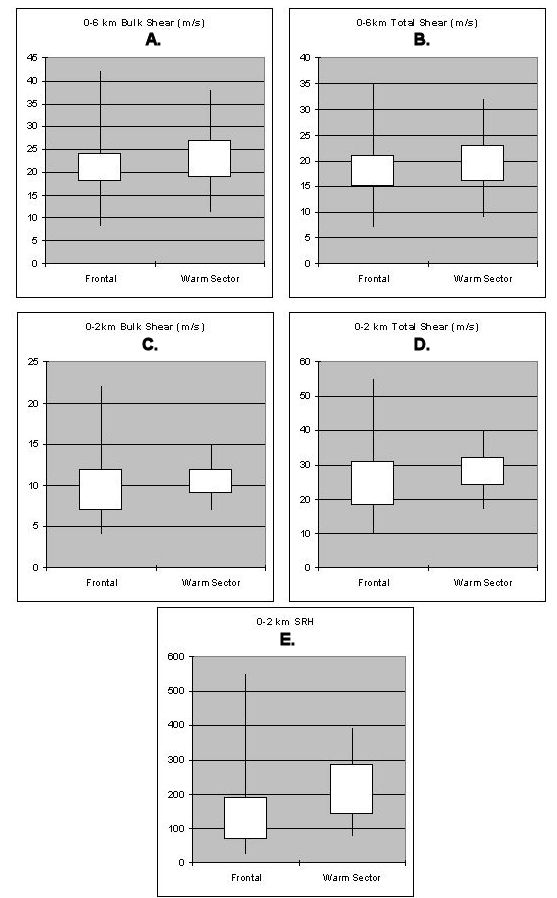 0-6 km Bulk Shear (m/s)
A.
45
40
35
30
25
20
15
10
5
0
Frontal Warm Sector
0-6km Total Shear (m/s)
B.
40
35
30
25
20
15
10
5
0
Frontal Warm Sector
0-2km Bulk Shear (m/s)
C.
25
20
15
10
5
0
Frontal Warm Sector
0-2 km Total Shear (m/s)
D.
60
50
40
30
20
10
0
Frontal Warm Sector
0-2 km SRH
E.
600
500
400
300
200
100
0
Frontal Warm Sector